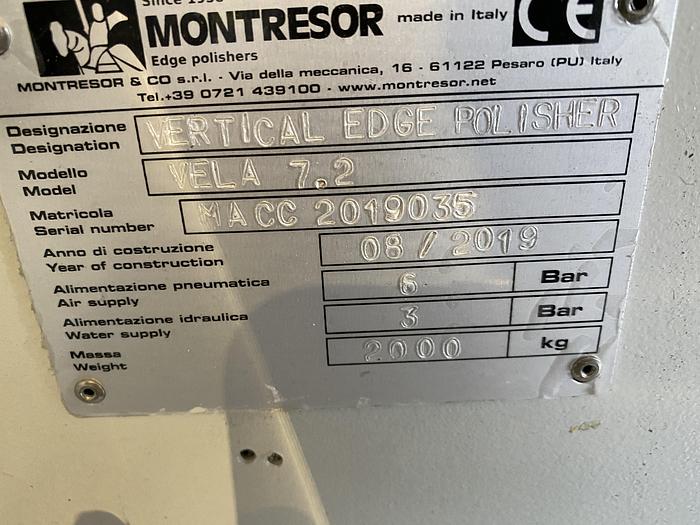 Since 1958
MONTRESOR
made in Italy
CE
Edge polishers
MONTRESOR & CO s.r.l. - Via della meccanica, 16 - 61122 Pesaro (PU) Italy
Tel.+39 0721 439100 - www.montresor.net
Designazione VERTICAL EDGE POLISHER
Designation
Modello VELA 7.2
Model
Matricola MACC 2019035
Serial number
Anno di costruzione 08/2019
Year of construction
Alimentazione pneumatica 6 Bar
Air supply
Alimentazione idraulica 3 Bar
Water supply
Massa 2000 kg
Weight